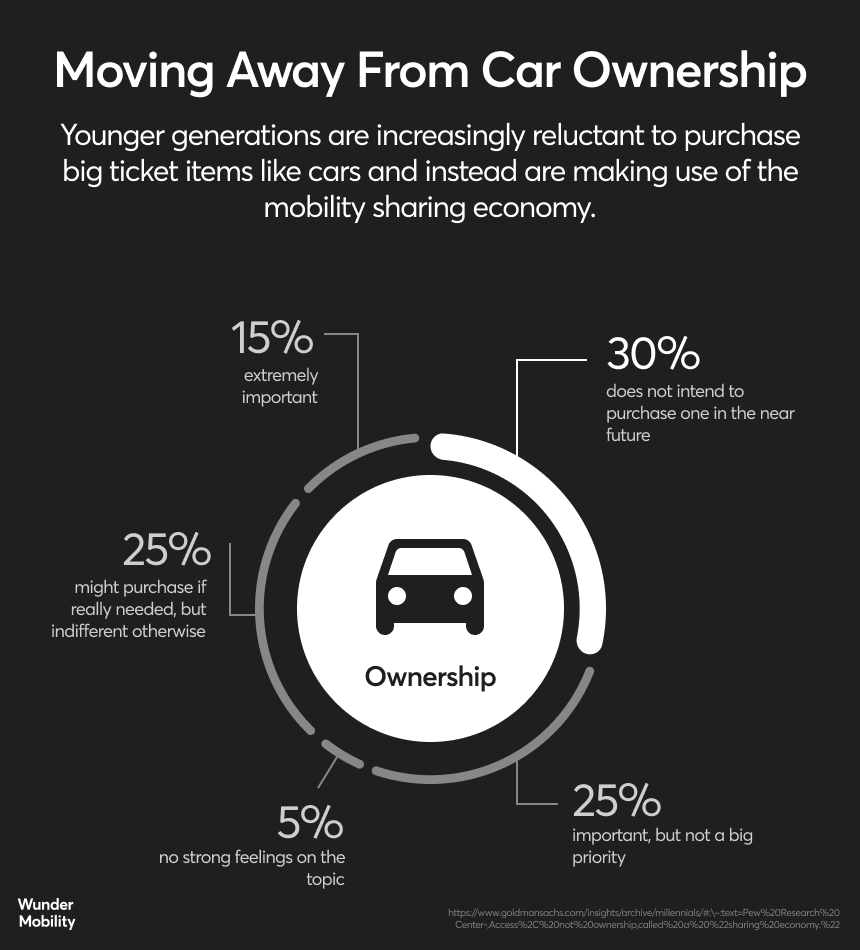 Moving Away From Car Ownership
Younger generations are increasingly reluctant to purchase
big ticket items like cars and instead are making use of the
mobility sharing economy.
15%
extremely
important
30%
does not intend to
purchase one in the near
future
25%
might purchase if
really needed, but
indifferent otherwise
Ownership
5%
no strong feelings on the
topic
25%
important, but not a big
priority
Wunder
Mobility
https://www.goldmansachs.com/insights/archive/millennials/#:\~:text=Pew%20Research%20
Center-,Access%2C%20not%20ownership,called%20a%20%22sharing%20economy.%22